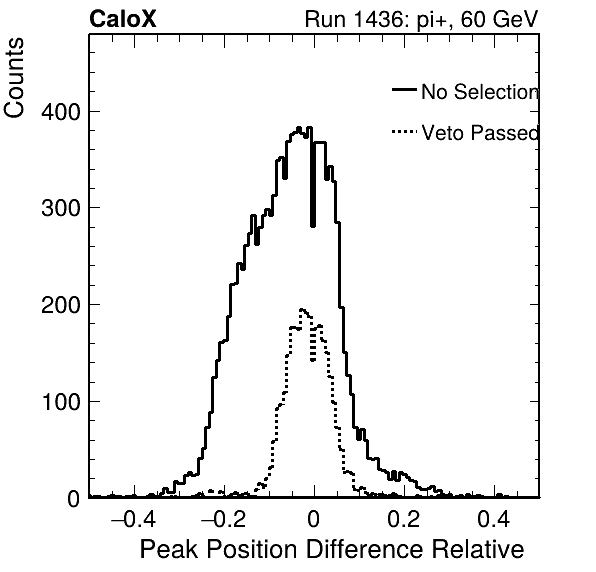 CaloX Run 1436: pi+, 60 GeV
Counts
No Selection
Veto Passed
400
300
200
100
0
−0.4 −0.2 0 0.2 0.4
Peak Position Difference Relative